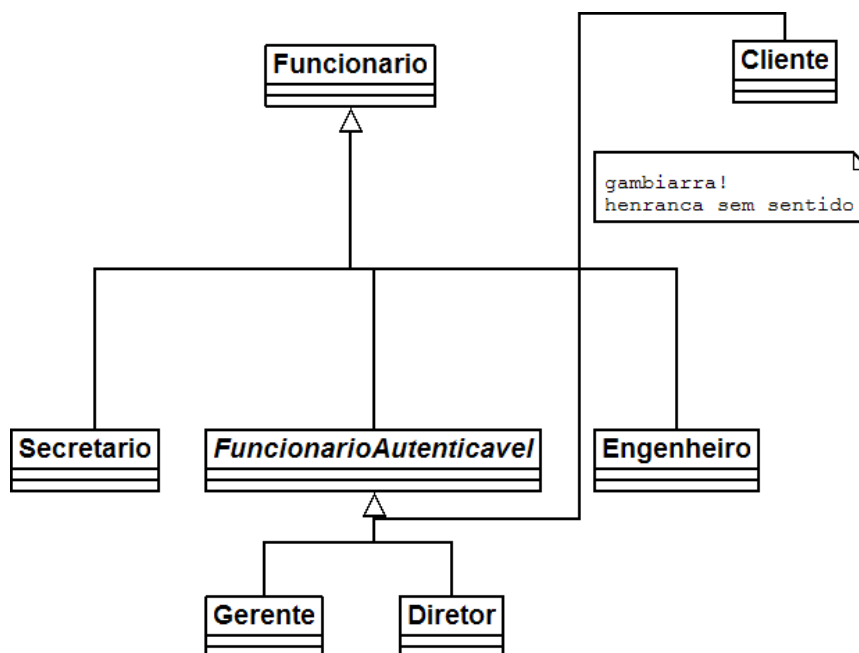 Funcionario
Cliente
gambiarra!
henranca sem sentido
Secretario
FuncionarioAutenticavel
Engenheiro
Gerente
Diretor